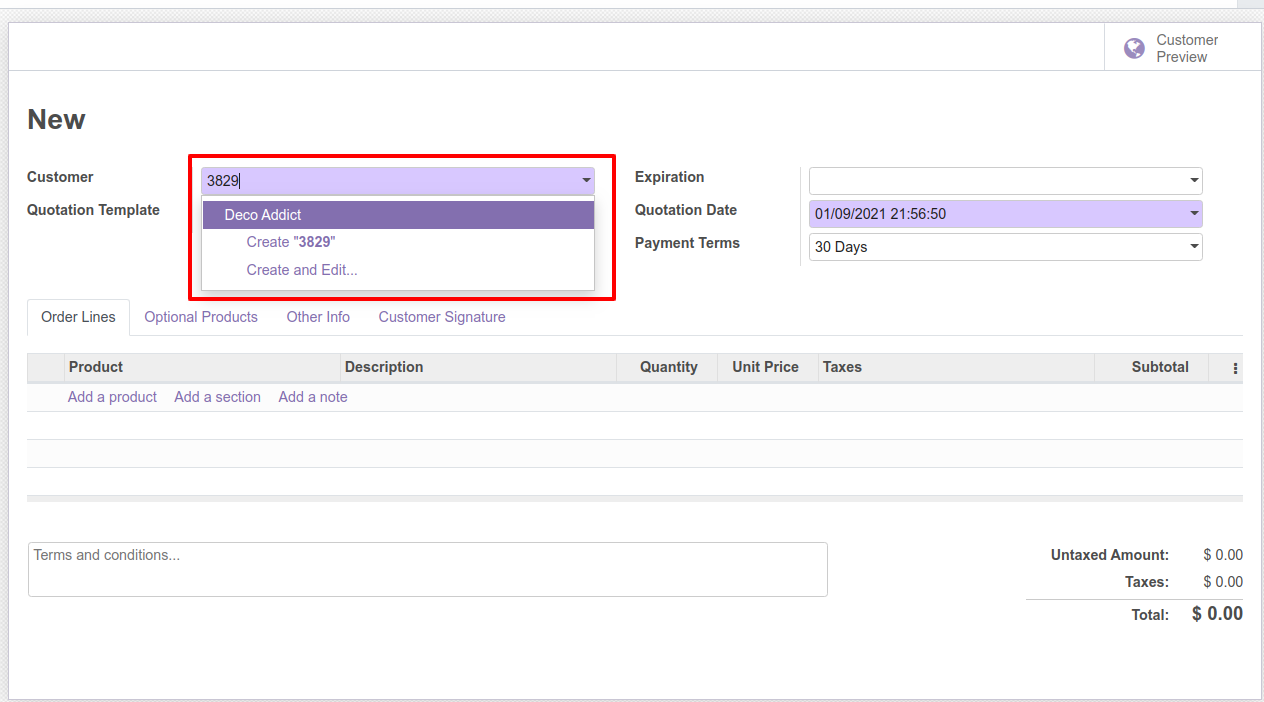 Customer
Preview
New
Customer
3829
Deco Addict
Create "3829"
Create and Edit...
Quotation Template
Expiration
Quotation Date 01/09/2021 21:56:50
Payment Terms 30 Days
Order Lines Optional Products Other Info Customer Signature
Product Description Quantity Unit Price Taxes Subtotal
Add a product Add a section Add a note
Terms and conditions...
Untaxed Amount: $ 0.00
Taxes: $ 0.00
Total: $ 0.00